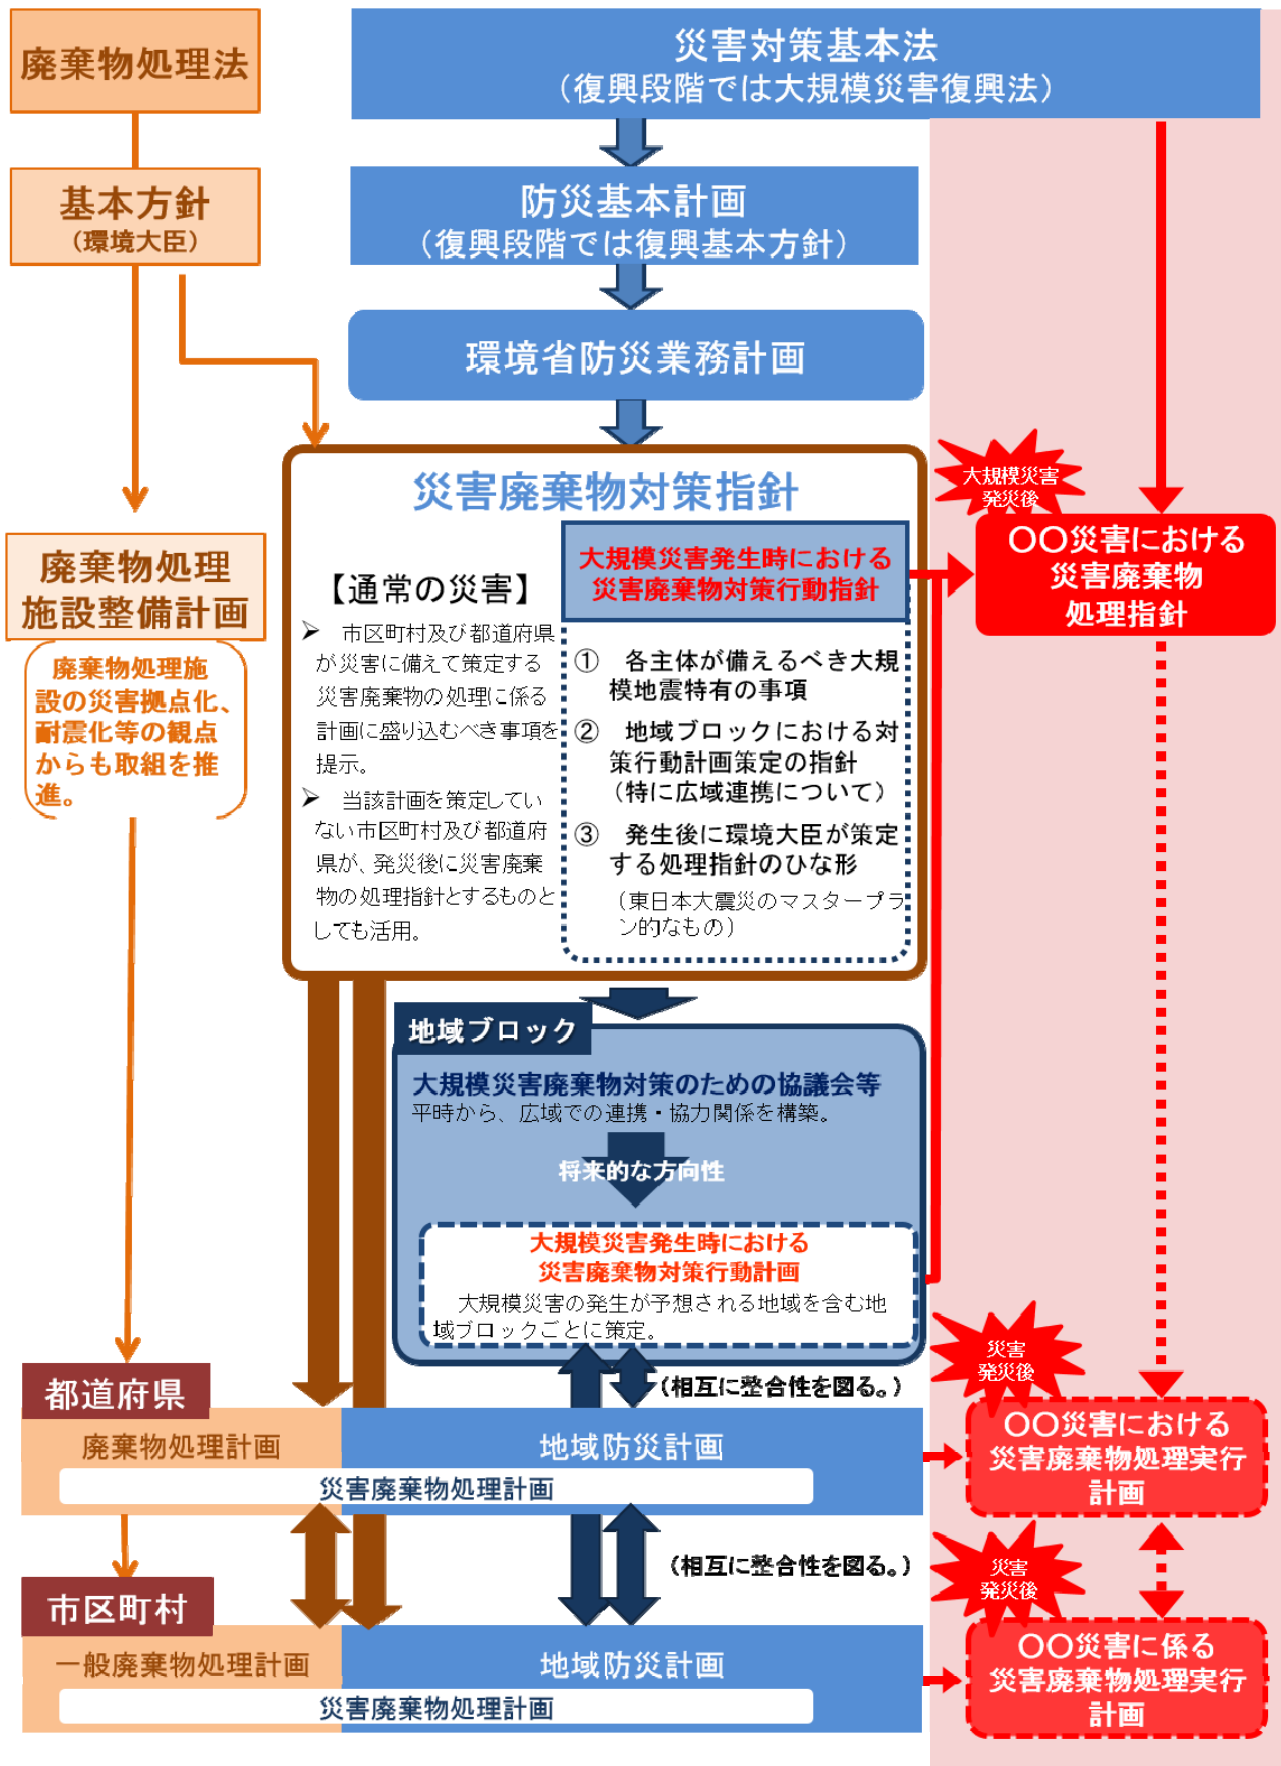 廃棄物処理法
災害対策基本法
（復興段階では大規模災害復興法）
基本方針
（環境大臣）
防災基本計画
（復興段階では復興基本方針）
環境省防災業務計画
災害廃棄物対策指針
大規模災害
発災後
廃棄物処理
施設整備計画
廃棄物処理施
設の災害拠点化、
耐震化等の観点
からも取組を推
進。
【通常の災害】
➢ 市区町村及び都道府県
が災害に備えて策定する
災害廃棄物の処理に係る
計画に盛り込むべき事項を
提示。
➢ 当該計画を策定してい
ない市区町村及び都道府
県が、発災後に災害廃棄
物の処理指針とするものと
しても活用。
大規模災害発生時における
災害廃棄物対策行動指針
① 各主体が備えるべき大規
模地震特有の事項
② 地域ブロックにおける対
策行動計画策定の指針
（特に広域連携について）
③ 発生後に環境大臣が策定
する処理指針のひな形
（東日本大震災のマスタープラ
ン的なもの）
〇〇災害における
災害廃棄物
処理指針
地域ブロック
大規模災害廃棄物対策のための協議会等
平時から、広域での連携・協力関係を構築。
将来的な方向性
大規模災害発生時における
災害廃棄物対策行動計画
大規模災害の発生が予想される地域を含む地
域ブロックごとに策定。
災害
発災後
（相互に整合性を図る。）
都道府県
廃棄物処理計画
地域防災計画
災害廃棄物処理計画
〇〇災害における
災害廃棄物処理実行
計画
（相互に整合性を図る。）
災害
発災後
市区町村
一般廃棄物処理計画
地域防災計画
災害廃棄物処理計画
〇〇災害に係る
災害廃棄物処理実行
計画